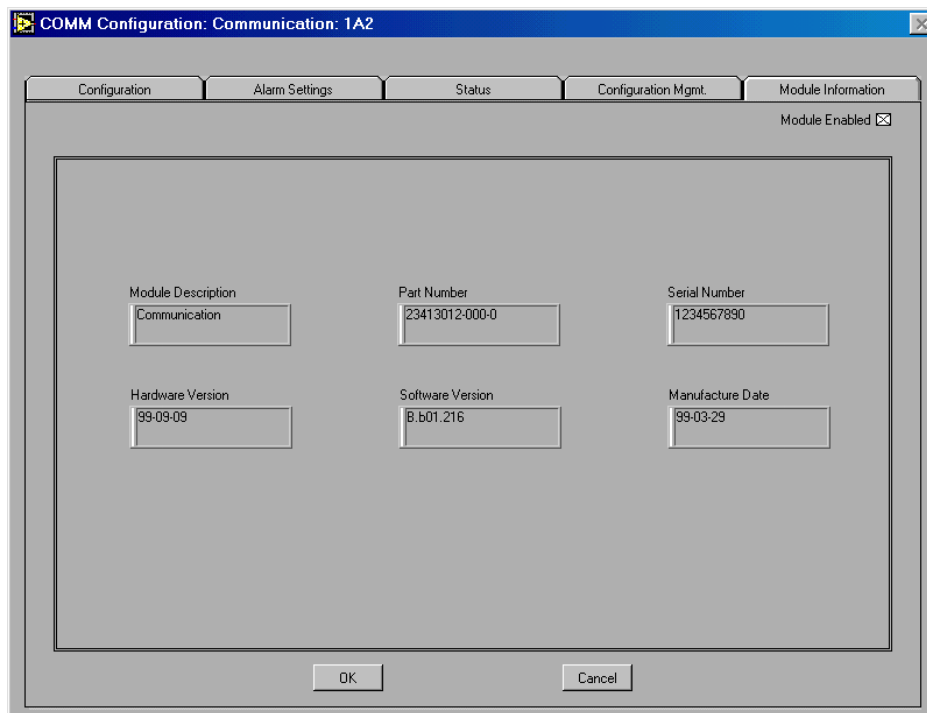 COMM Configuration: Communication: 1A2
Configuration
Alarm Settings
Status
Configuration Mgmt.
Module Information
Module Enabled
Module Description
Communication
Part Number
23413012-000-0
Serial Number
1234567890
Hardware Version
99-09-09
Software Version
B.b01.216
Manufacture Date
99-03-29
OK
Cancel